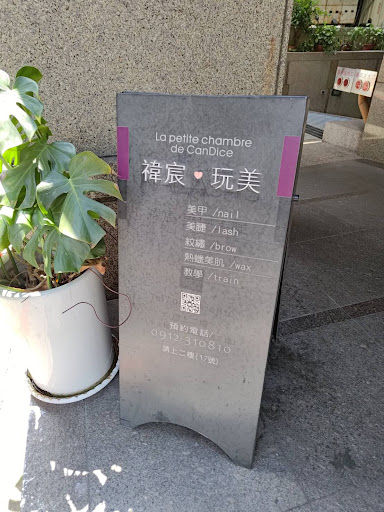 La petite chambre
de CanDice
禕宸 玩美
美甲 /nail
美睫 /lash
紋繡 /brow
熱蠟美肌 /wax
教學 /train
預約電話/
0912 310810
請上二樓(17號)